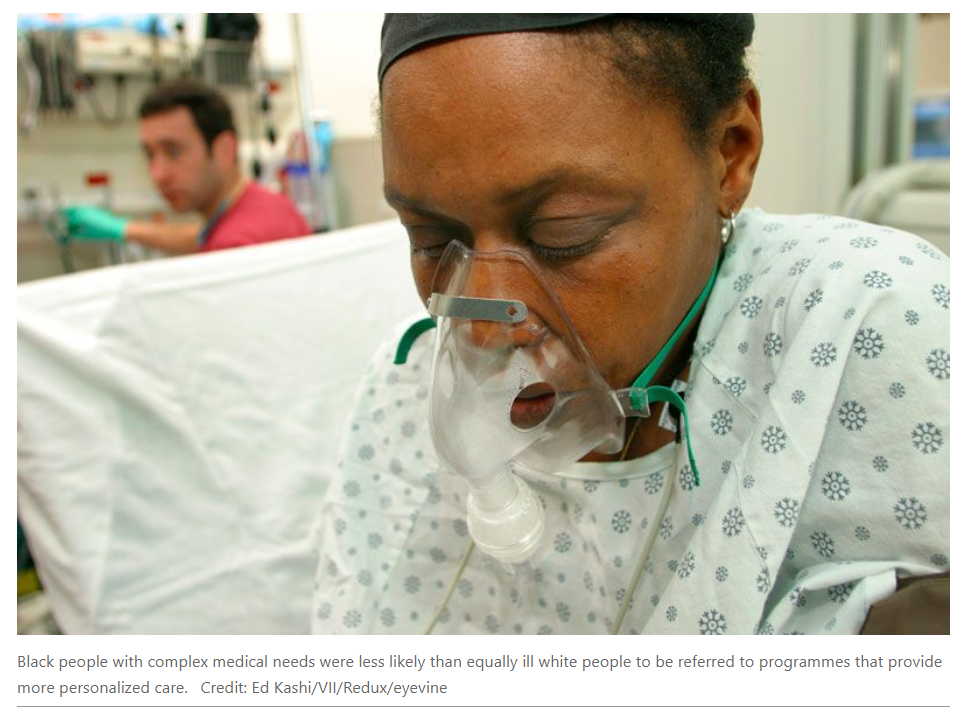 Black people with complex medical needs were less likely than equally ill white people to be referred to programmes that provide
more personalized care.   Credit: Ed Kashi/VII/Redux/eyevine